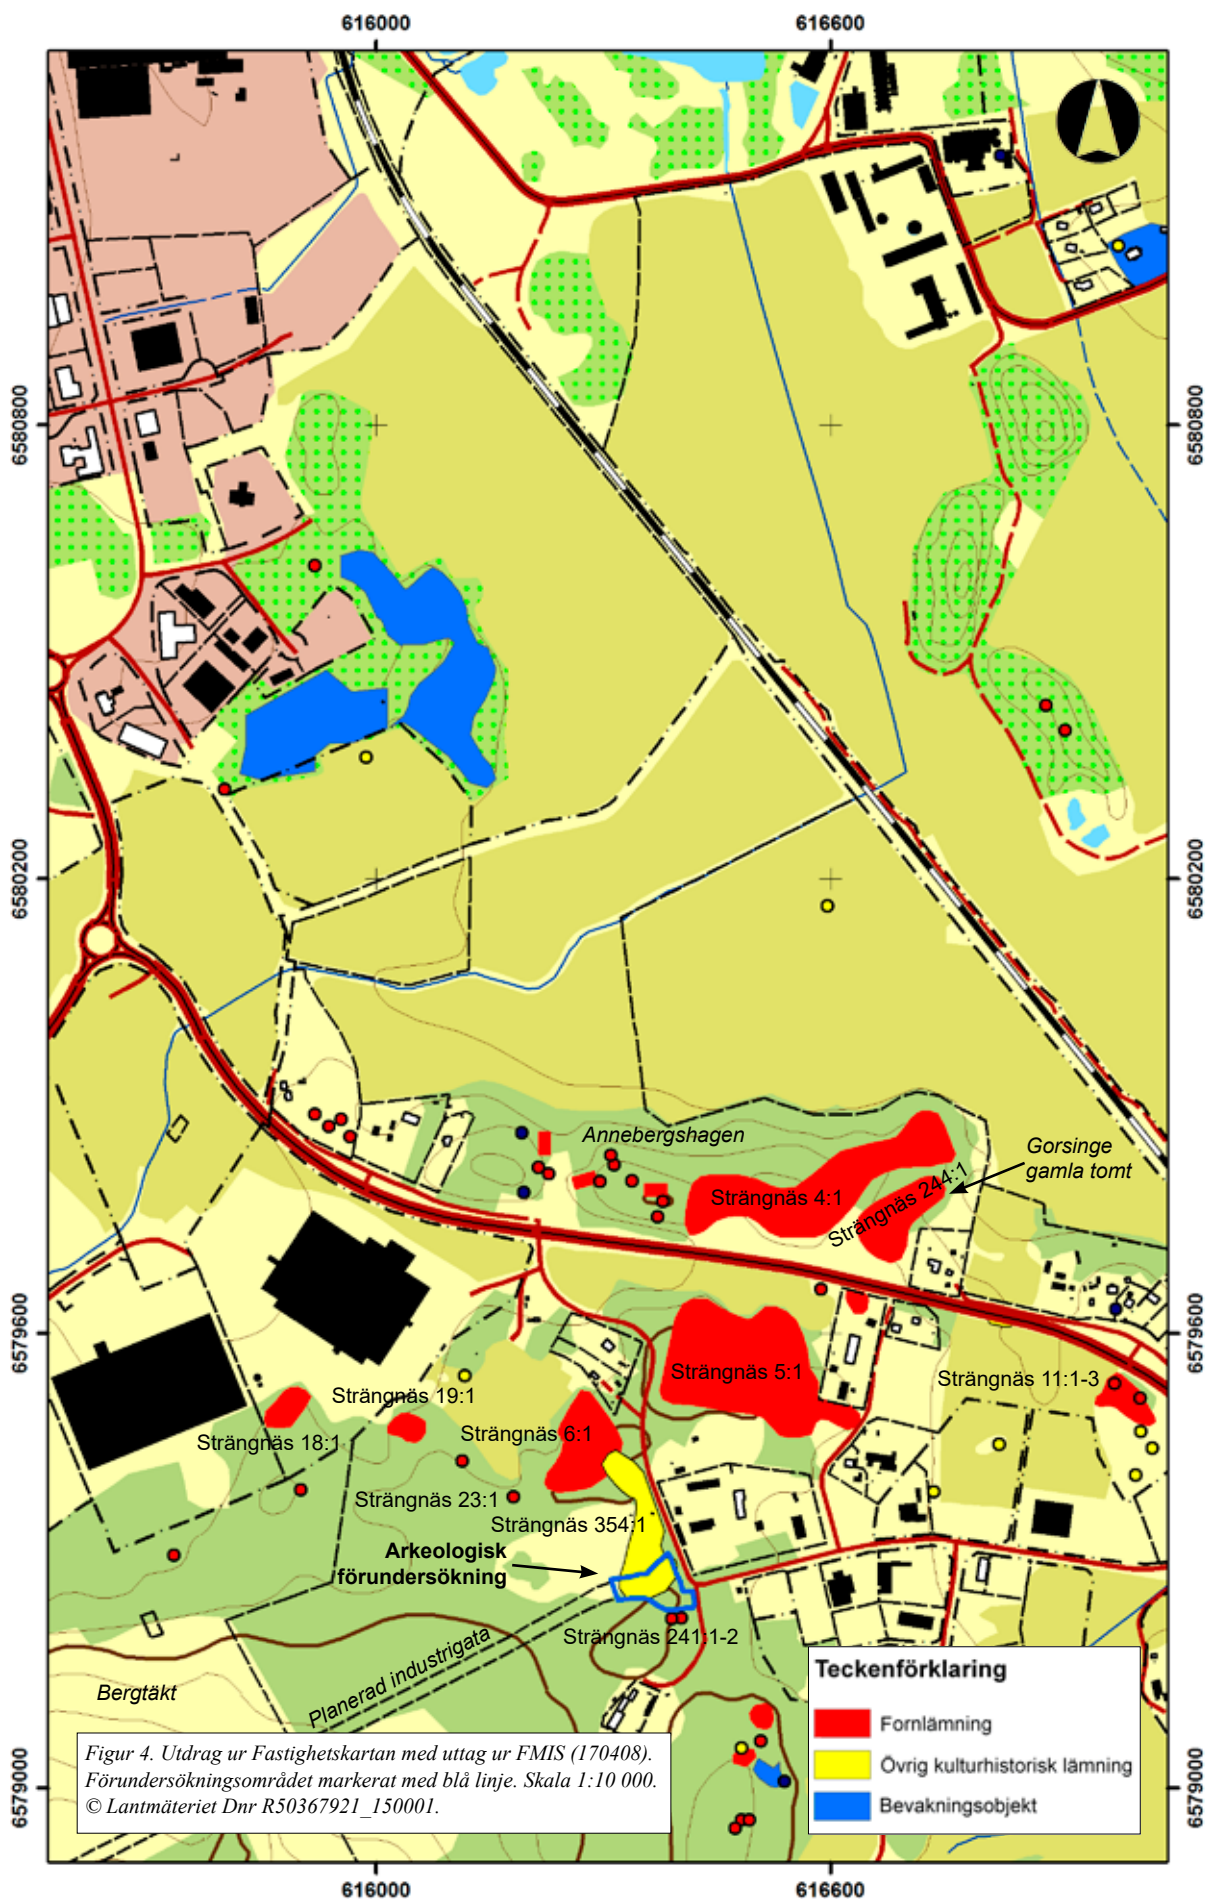 616000
616600
6580800
6580800
6580200
6580200
Annebergshagen
Gorsinge
gamla tomt
Strängnäs 4:1
Strängnäs 244:1
6579600
6579600
Strängnäs 5:1
Strängnäs 11:1-3
Strängnäs 19:1
Strängnäs 18:1
Strängnäs 6:1
Strängnäs 23:1
Strängnäs 354:1
Arkeologisk
förundersökning
Strängnäs 241:1-2
Planerad industrigata
Bergtäkt
Teckenförklaring
Fornlämning
Övrig kulturhistorisk lämning
Bevakningsobjekt
Figur 4. Utdrag ur Fastighetskartan med uttag ur FMIS (170408).
Förundersökningsområdet markerat med blå linje. Skala 1:10 000.
© Lantmäteriet Dnr R50367921_150001.
6579000
6579000
616000
616600